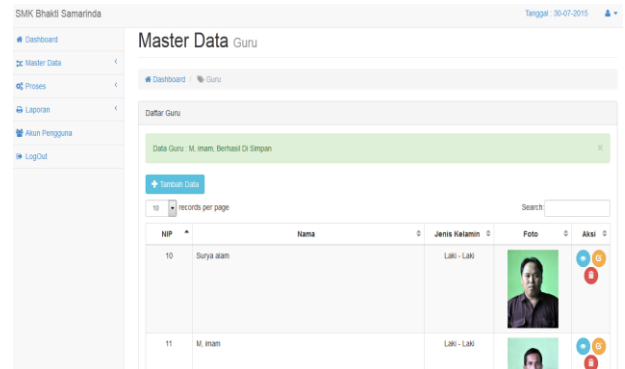 SMK Bhakti Samarinda
Tanggal : 30-07-2015
Dashboard
Master Data
Proses
Laporan
Akun Pengguna
LogOut
Master Data Guru
Dashboard / Guru
Daftar Guru
Data Guru : M, Imam, Berhasil Di Simpan ×
Tambah Data
10 records per page
Search:
NIP Nama Jenis Kelamin Foto Aksi
10 Surya alam Laki - Laki
11 M, Imam Laki - Laki